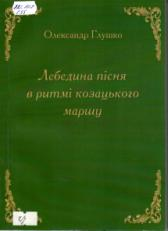 Олександр Глушко
Лебедина пісня
в ритмі козацького
маршу